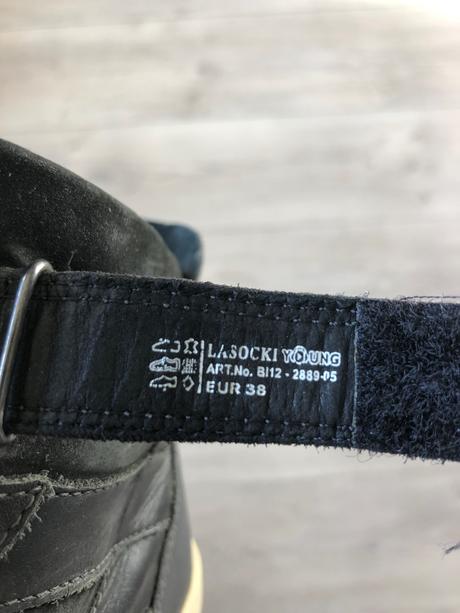 LASOCKI YOUNG
ART.No. BI12 - 2889-05
EUR 38